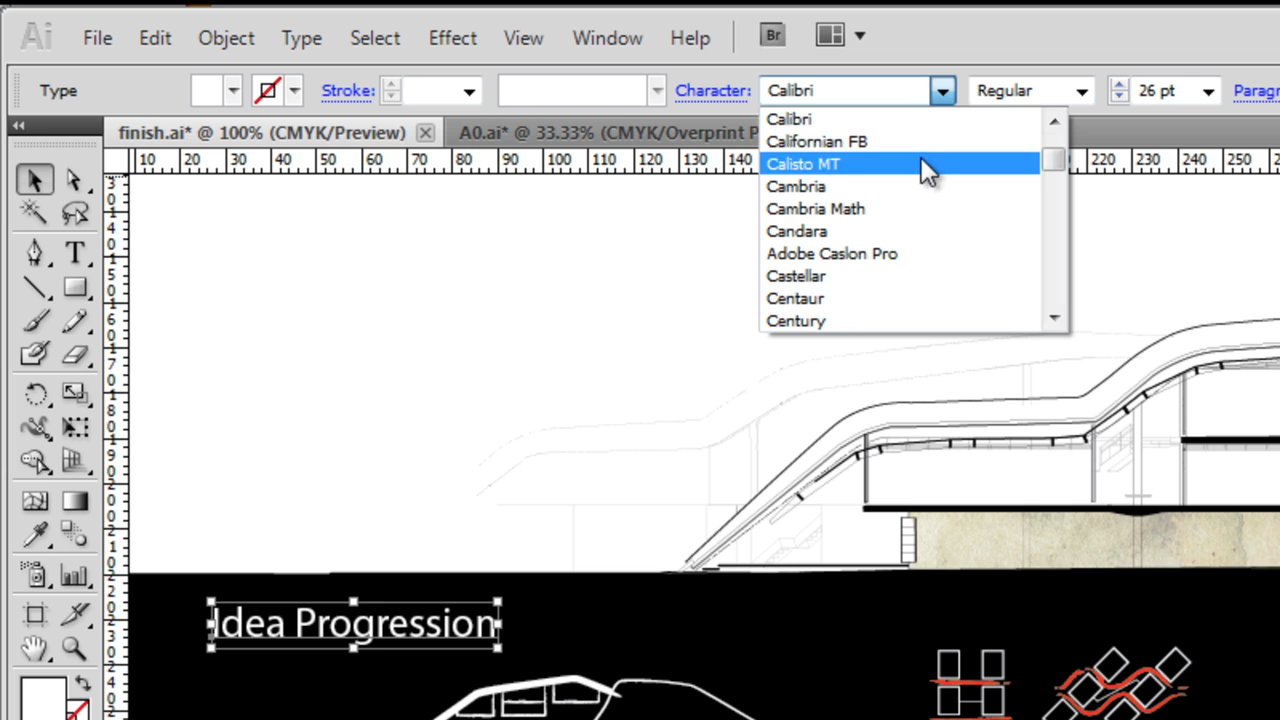 Ai File Edit Object Type Select Effect View Window Help Br
Type Stroke: Character: Calibri Regular 26 pt Paragr
finish.ai* @ 100% (CMYK/Preview) A0.ai* @ 33.33% (CMYK/Overprint P
10 20 30 40 50 60 70 80 90 100 110 120 130 140 220 230 240 250
Calibri
Californian FB
Calisto MT
Cambria
Cambria Math
Candara
Adobe Caslon Pro
Castellar
Centaur
Century
Idea Progression